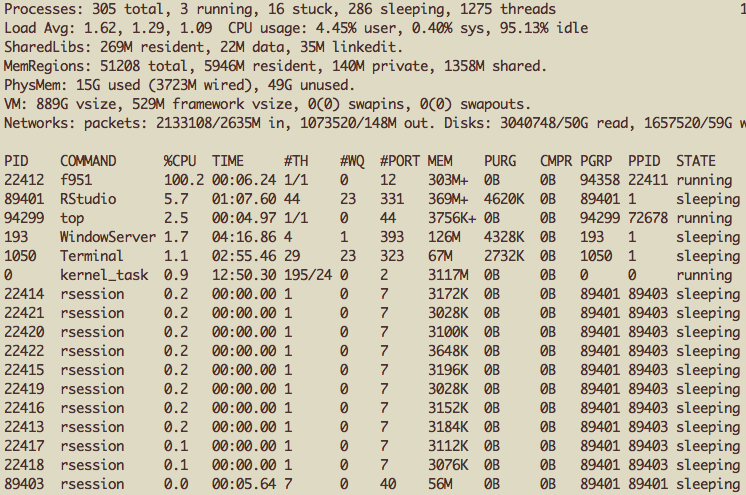 Processes: 305 total, 3 running, 16 stuck, 286 sleeping, 1275 threads 1
Load Avg: 1.62, 1.29, 1.09 CPU usage: 4.45% user, 0.40% sys, 95.13% idle
SharedLibs: 269M resident, 22M data, 35M linkedit.
MemRegions: 51208 total, 5946M resident, 140M private, 1358M shared.
PhysMem: 15G used (3723M wired), 49G unused.
VM: 889G vsize, 529M framework vsize, 0(0) swapins, 0(0) swapouts.
Networks: packets: 2133108/2635M in, 1073520/148M out. Disks: 3040748/50G read, 1657520/59G w
PID COMMAND %CPU TIME #TH #WQ #PORT MEM PURG CMPR PGRP PPID STATE
22412 f951 100.2 00:06.24 1/1 0 12 303M+ 0B 0B 94358 22411 running
89401 RStudio 5.7 01:07.60 44 23 331 369M+ 4620K 0B 89401 1 sleeping
94299 top 2.5 00:04.97 1/1 0 44 3756K+ 0B 0B 94299 72678 running
193 WindowServer 1.7 04:16.86 4 1 393 126M 4328K 0B 193 1 sleeping
1050 Terminal 1.1 02:55.46 29 23 323 67M 2732K 0B 1050 1 sleeping
0 kernel_task 0.9 12:50.30 195/24 0 2 3117M 0B 0B 0 0 running
22414 rsession 0.2 00:00.00 1 0 7 3172K 0B 0B 89401 89403 sleeping
22421 rsession 0.2 00:00.00 1 0 7 3028K 0B 0B 89401 89403 sleeping
22420 rsession 0.2 00:00.00 1 0 7 3100K 0B 0B 89401 89403 sleeping
22422 rsession 0.2 00:00.00 1 0 7 3648K 0B 0B 89401 89403 sleeping
22415 rsession 0.2 00:00.00 1 0 7 3196K 0B 0B 89401 89403 sleeping
22419 rsession 0.2 00:00.00 1 0 7 3028K 0B 0B 89401 89403 sleeping
22416 rsession 0.2 00:00.00 1 0 7 3152K 0B 0B 89401 89403 sleeping
22413 rsession 0.2 00:00.00 1 0 7 3184K 0B 0B 89401 89403 sleeping
22417 rsession 0.1 00:00.00 1 0 7 3112K 0B 0B 89401 89403 sleeping
22418 rsession 0.1 00:00.00 1 0 7 3076K 0B 0B 89401 89403 sleeping
89403 rsession 0.0 00:05.64 7 0 40 56M 0B 0B 89401 89401 sleeping